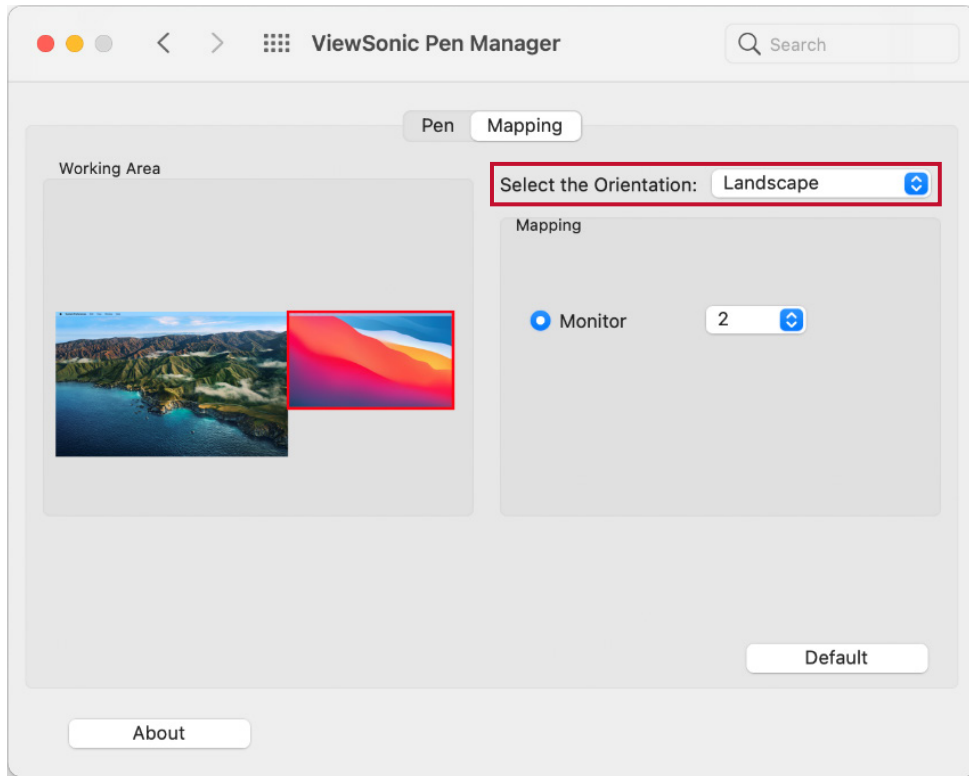 ViewSonic Pen Manager
Search
Pen
Mapping
Working Area
Select the Orientation: Landscape
Mapping
Monitor 2
Default
About